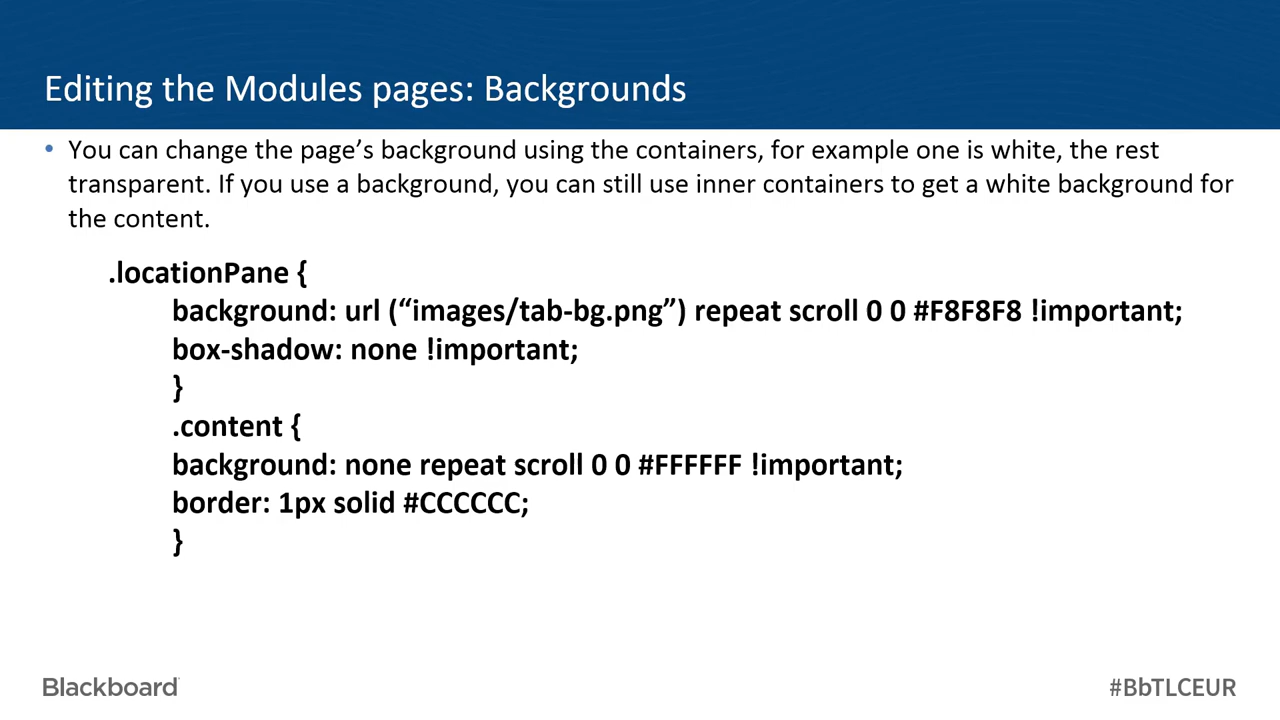 Editing the Modules pages: Backgrounds
• You can change the page’s background using the containers, for example one is white, the rest
transparent. If you use a background, you can still use inner containers to get a white background for
the content.
.locationPane {
background: url (“images/tab-bg.png”) repeat scroll 0 0 #F8F8F8 !important;
box-shadow: none !important;
}
.content {
background: none repeat scroll 0 0 #FFFFFF !important;
border: 1px solid #CCCCCC;
}
Blackboard
#BbTLCEUR